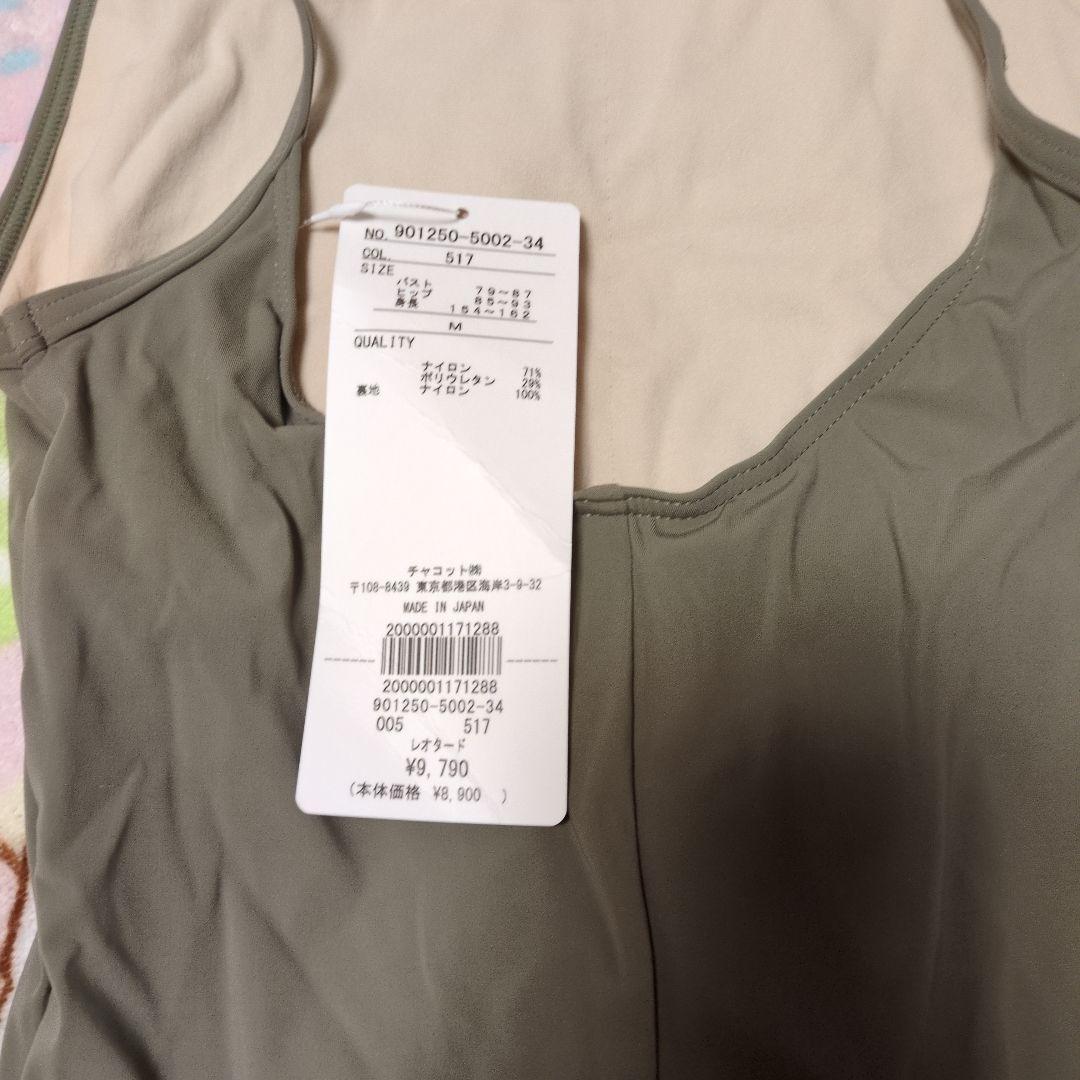 NO. 901250-5002-34
COL. 517
SIZE
バスト 79~87
ヒップ 85~93
身長 154~162
M
QUALITY
ナイロン 71%
ポリウレタン 29%
裏地 ナイロン 100%
チャコット㈱
〒108-8439 東京都港区海岸3-9-32
MADE IN JAPAN
2000001171288
2000001171288
901250-5002-34
005 517
レオタード
¥9,790
(本体価格 ¥8,900 )